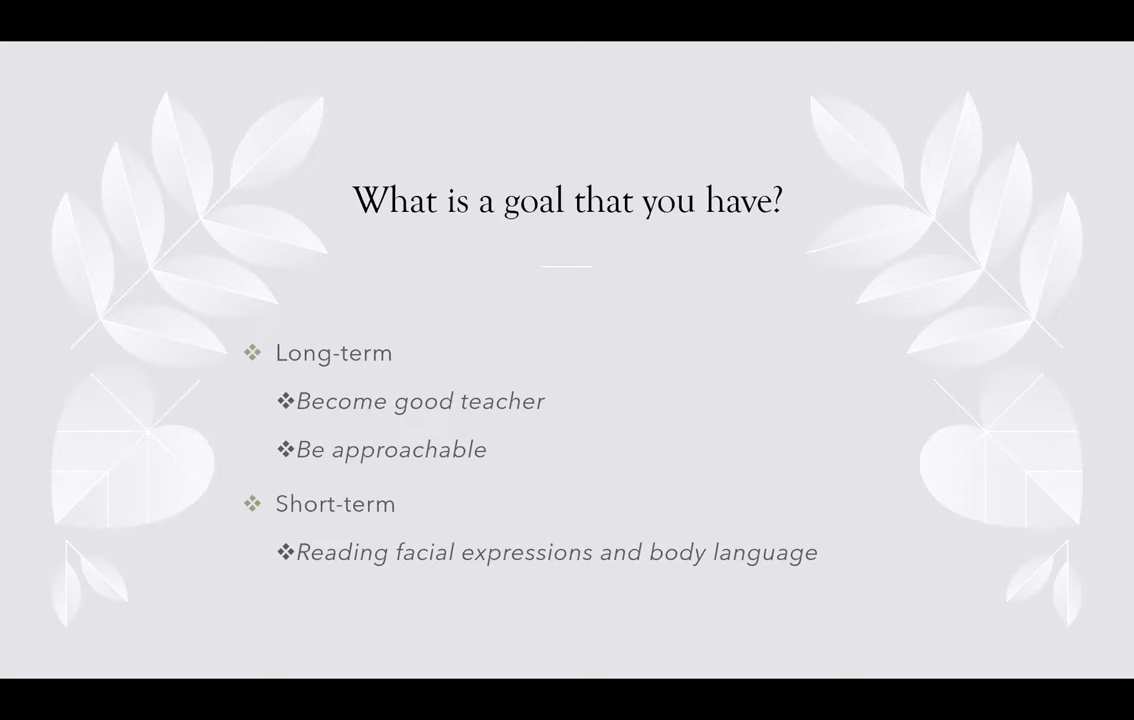 What is a goal that you have?
❖ Long-term
❖Become good teacher
❖Be approachable
❖ Short-term
❖Reading facial expressions and body language